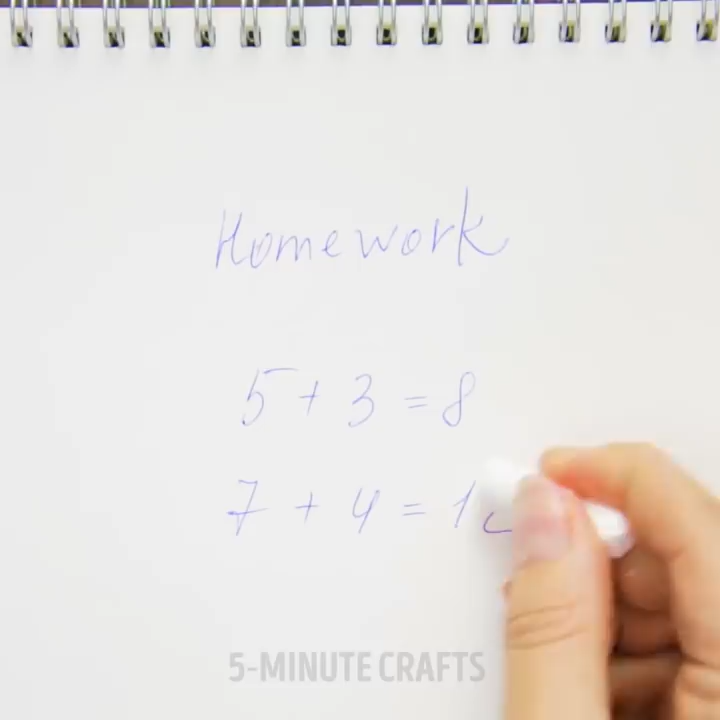 Homework
5 + 3 = 8
7 + 4 = 1
5-MINUTE CRAFTS